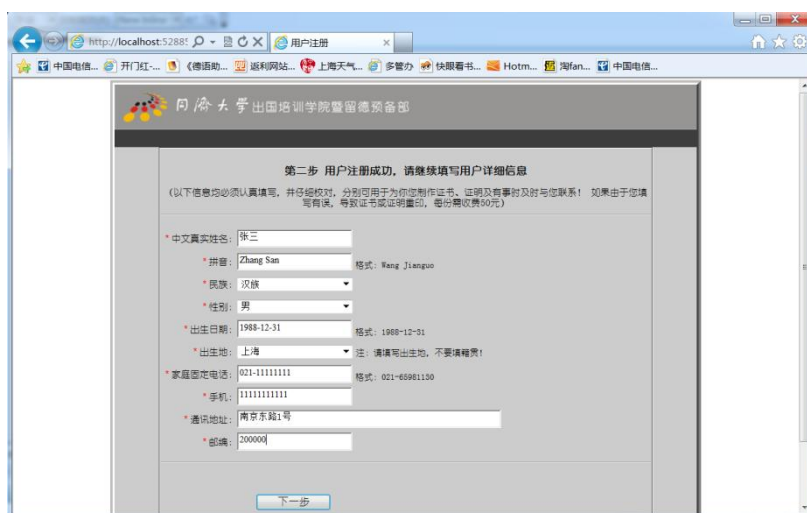 http://localhost:5288!
用户注册
中国电信...
开门红-...
《德语助...
返利网站...
上海天气...
多管办
快眼看书...
Hotm...
淘fan...
中国电信...
同济大学出国培训学院暨留德预备部
第二步 用户注册成功，请继续填写用户详细信息
（以下信息均必须认真填写，并仔细校对，分别可用于为你您制作证书、证明及有事时及时与您联系！ 如果由于您填
写有误，导致证书或证明重印，每份需收费50元）
*中文真实姓名: 张三
*拼音: Zhang San 格式: Wang Jianguo
*民族: 汉族
*性别: 男
*出生日期: 1988-12-31 格式: 1988-12-31
*出生地: 上海 注: 请填写出生地, 不要填籍贯!
*家庭固定电话: 021-11111111 格式: 021-65981130
*手机: 11111111111
*通讯地址: 南京东路1号
*邮编: 200000
下一步